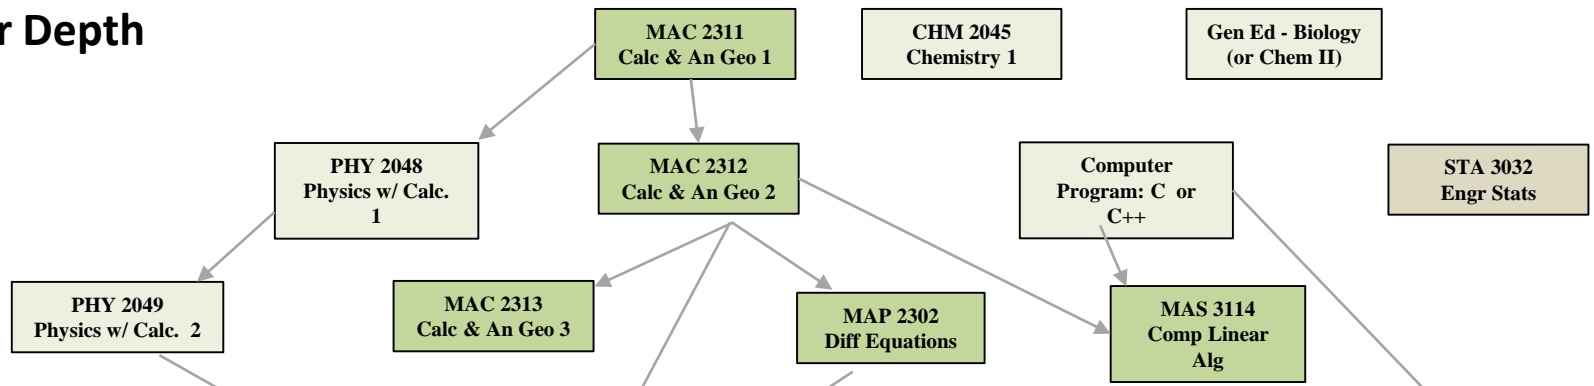 r Depth
MAC 2311
Calc & An Geo 1
CHM 2045
Chemistry 1
Gen Ed - Biology
(or Chem II)
PHY 2048
Physics w/ Calc.
1
MAC 2312
Calc & An Geo 2
Computer
Program: C or
C++
STA 3032
Engr Stats
PHY 2049
Physics w/ Calc. 2
MAC 2313
Calc & An Geo 3
MAP 2302
Diff Equations
MAS 3114
Comp Linear
Alg